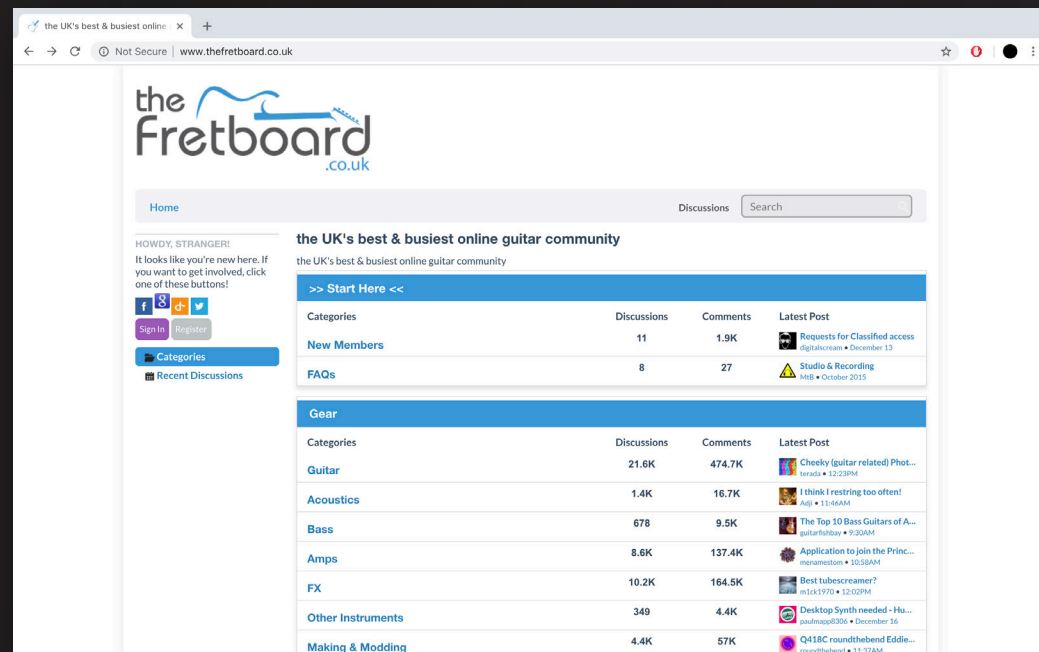 the UK's best & busiest online
Not Secure | www.thefretboard.co.uk
the
Fretboard
.co.uk
Home
Discussions
Search
HOWDY, STRANGER!
It looks like you're new here. If
you want to get involved, click
one of these buttons!
Sign In
Register
Categories
Recent Discussions
the UK's best & busiest online guitar community
the UK's best & busiest online guitar community
>> Start Here <<
Categories Discussions Comments Latest Post
New Members 11 1.9K Requests for Classified access
digitalscream • December 13
FAQs 8 27 Studio & Recording
MtB • October 2015
Gear
Categories Discussions Comments Latest Post
Guitar 21.6K 474.7K Cheeky (guitar related) Phot...
terada • 12:23PM
Acoustics 1.4K 16.7K I think I restring too often!
Adji • 11:46AM
Bass 678 9.5K The Top 10 Bass Guitars of A...
guitarfishbay • 9:30AM
Amps 8.6K 137.4K Application to join the Princ...
menamestom • 10:58AM
FX 10.2K 164.5K Best tubescreamer?
m1ck1970 • 12:02PM
Other Instruments 349 4.4K Desktop Synth needed - Hu...
paulmapp8306 • December 16
Making & Modding 4.4K 57K Q418C roundthebend Eddie...
roundthebend • 11:37AM